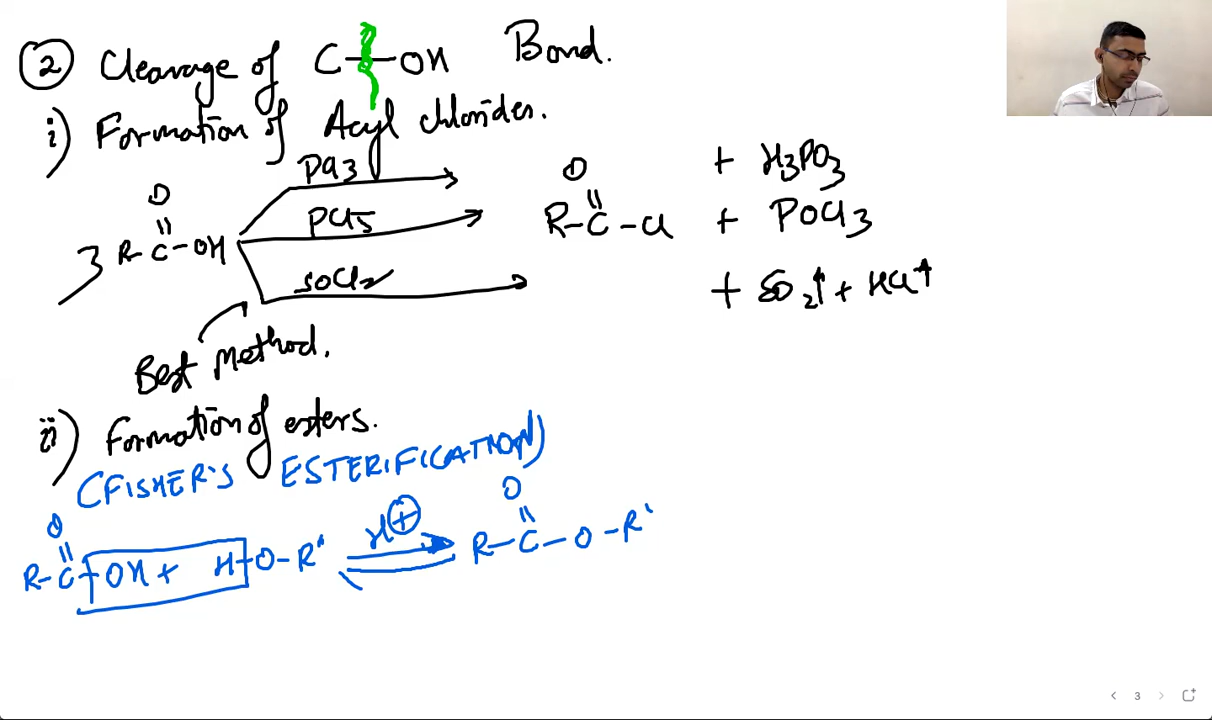 2 Cleavage of C-OH Bond.
i) Formation of Acyl chlorides.
PCl3 + H3PO3
O O
3 R-C-OH PCl5 R-C-Cl + POCl3
SOCl2 + SO2↑ + HCl↑
Best Method.
ii) Formation of esters.
(FISHER'S ESTERIFICATION)
O H⊕ O
R-C-OH + H-O-R' ⇌ R-C-O-R'
3